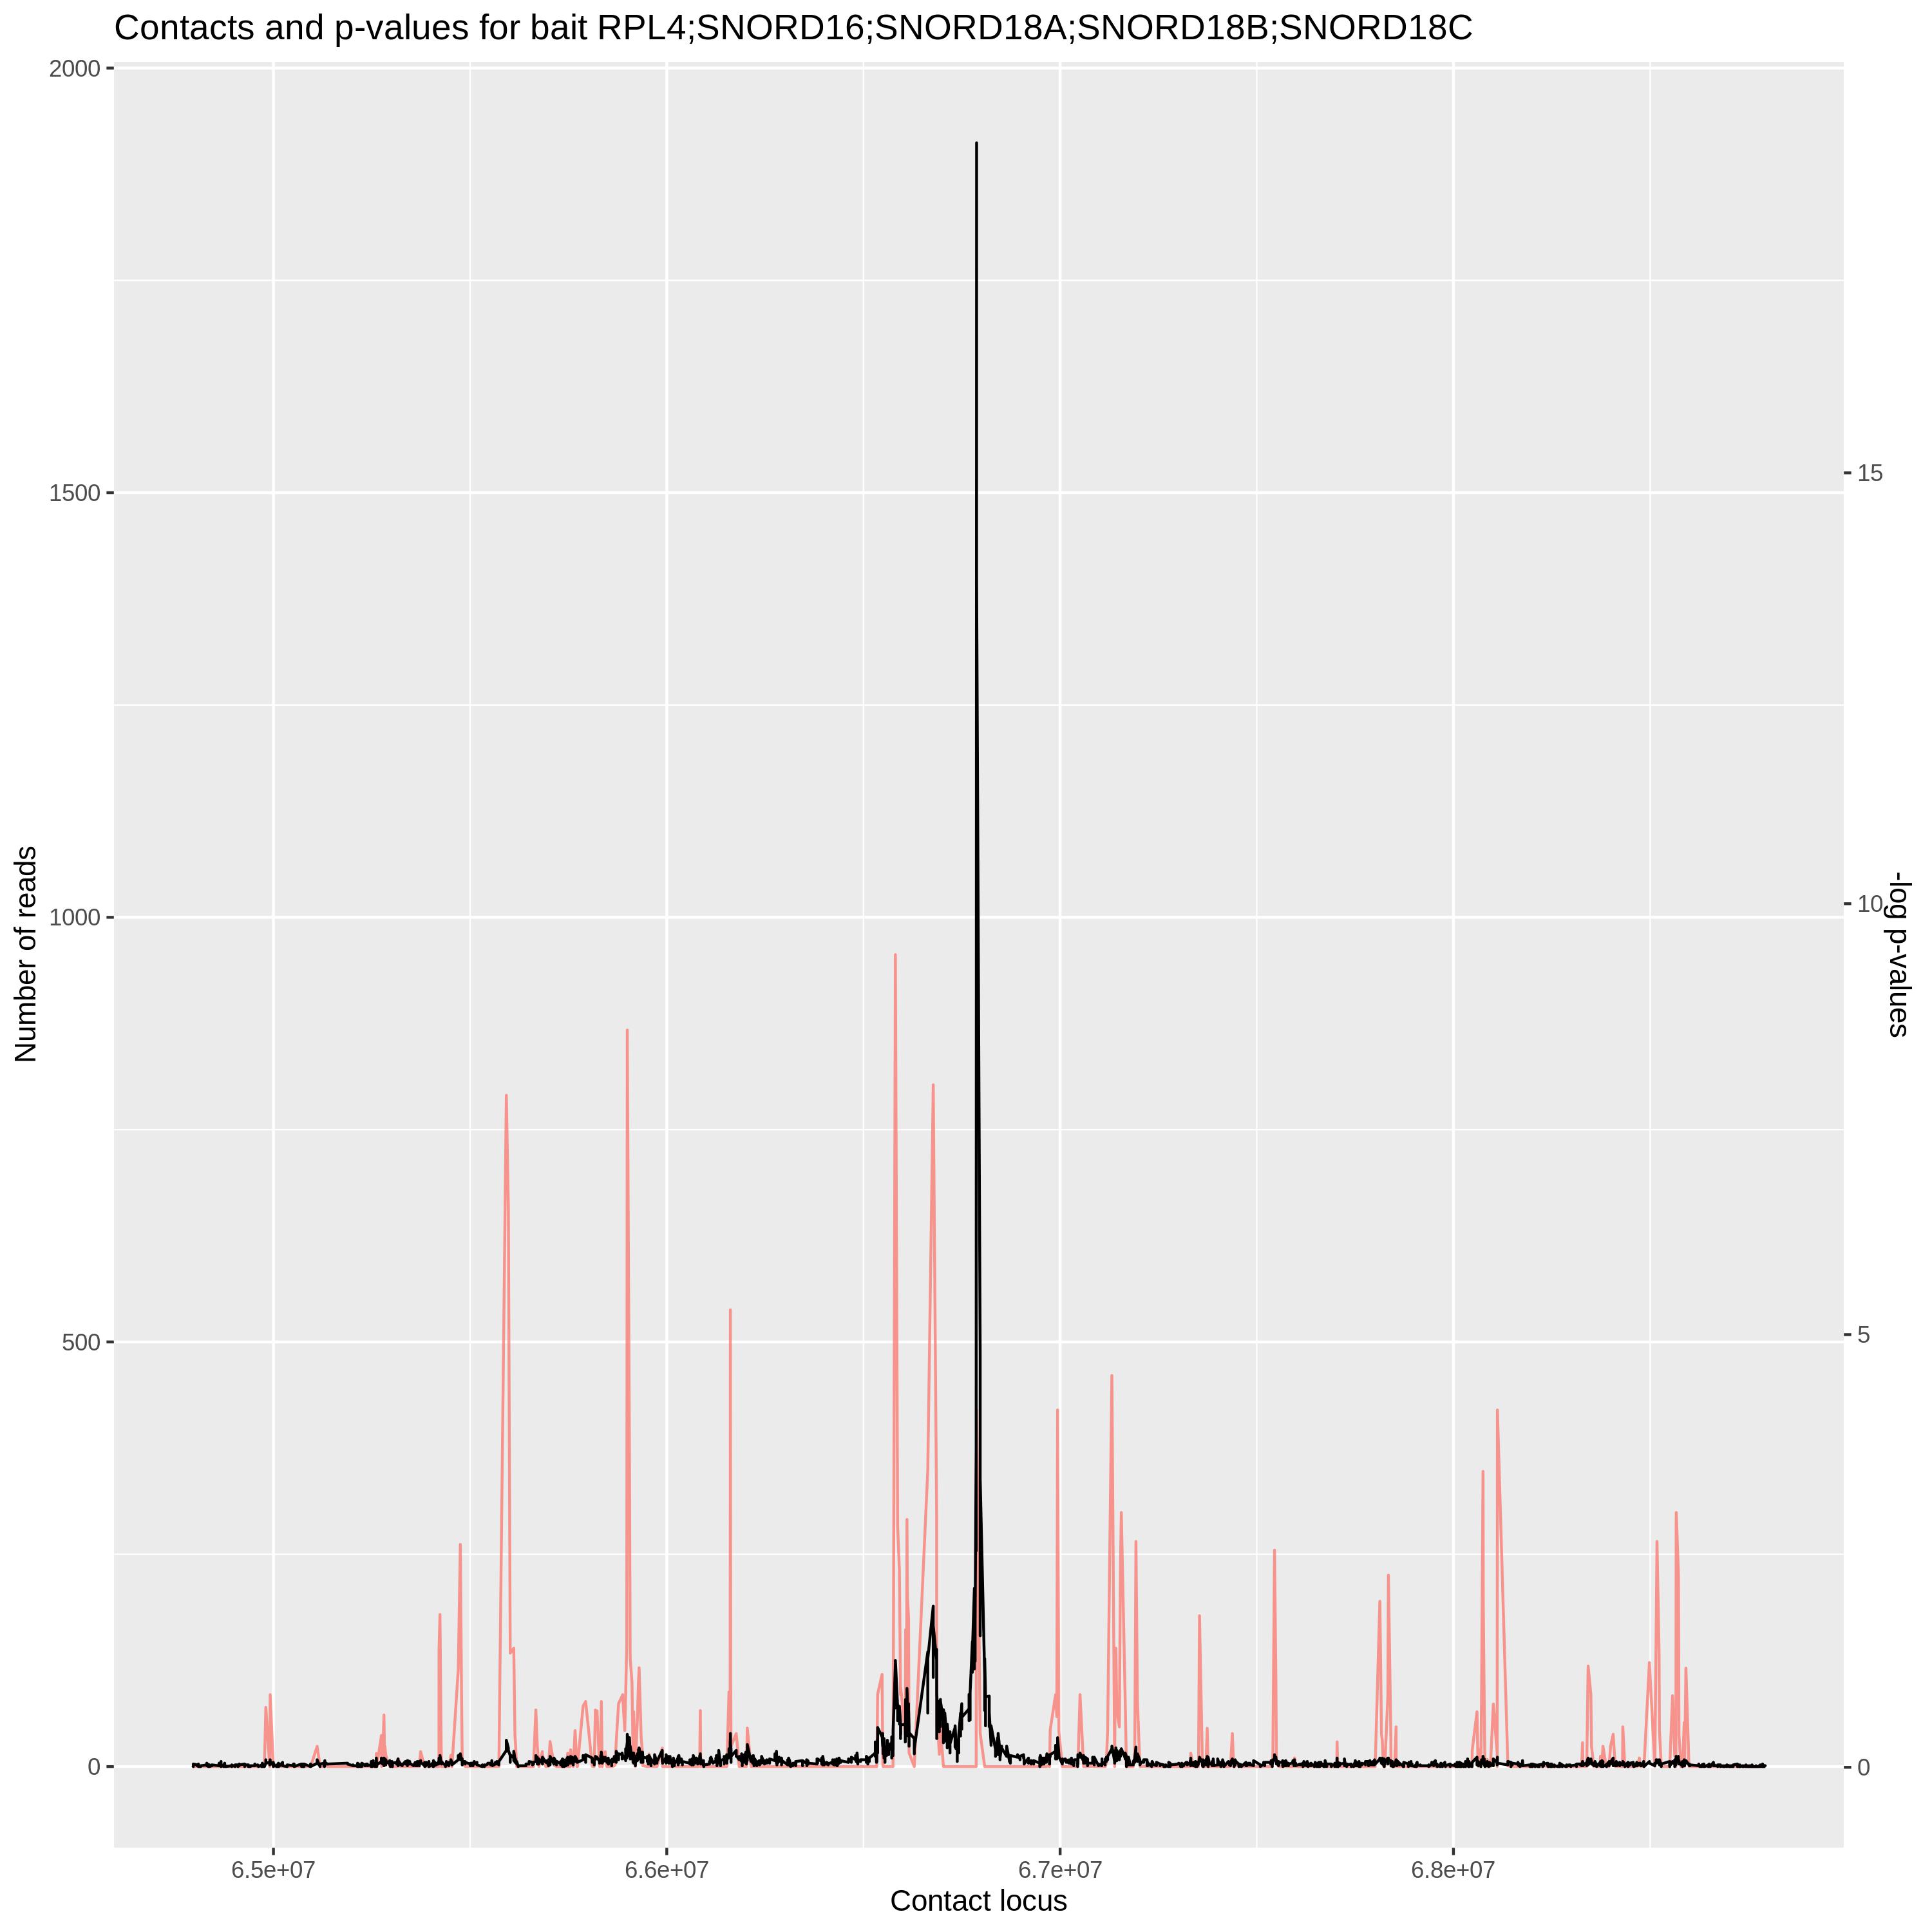 Contacts and p-values for bait RPL4;SNORD16;SNORD18A;SNORD18B;SNORD18C
2000
1500
1000
500
0
Number of reads
15
10
5
0
-log p-values
6.5e+07
6.6e+07
6.7e+07
6.8e+07
Contact locus